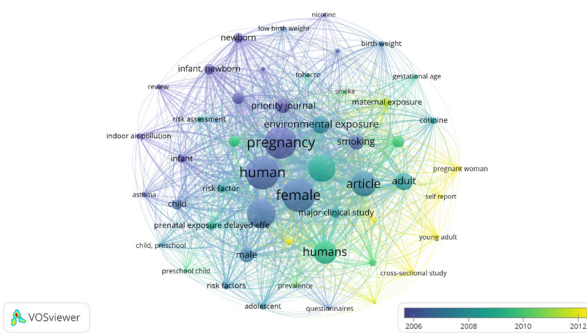 nicotine
low birth weight
newborn
birth weight
infant, newborn
tobacco
gestational age
review
smoke
priority journal
maternal exposure
risk assessment
environmental exposure
cotinine
indoor air pollution
pregnancy
smoking
infant
pregnant woman
human
article
adult
asthma
risk factor
female
self report
child
major clinical study
prenatal exposure delayed effe
young adult
child, preschool
male
humans
preschool child
cross-sectional study
risk factors
prevalence
adolescent
questionnaires
VOSviewer
2006
2008
2010
201